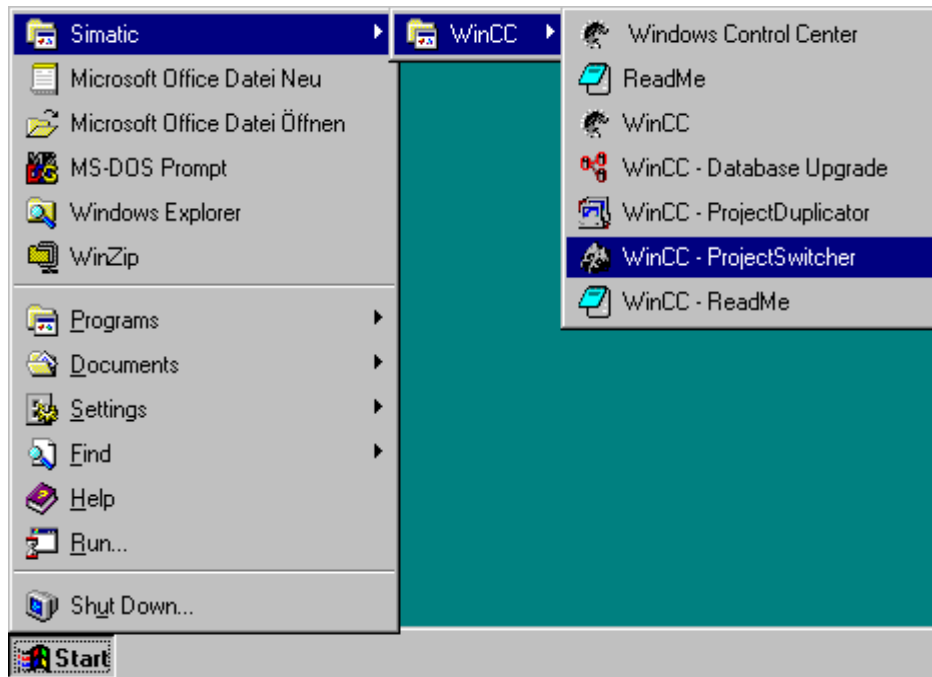 Simatic
Microsoft Office Datei Neu
Microsoft Office Datei Öffnen
MS-DOS Prompt
Windows Explorer
WinZip
Programs
Documents
Settings
Find
Help
Run...
Shut Down...
Start
WinCC
Windows Control Center
ReadMe
WinCC
WinCC - Database Upgrade
WinCC - ProjectDuplicator
WinCC - ProjectSwitcher
WinCC - ReadMe